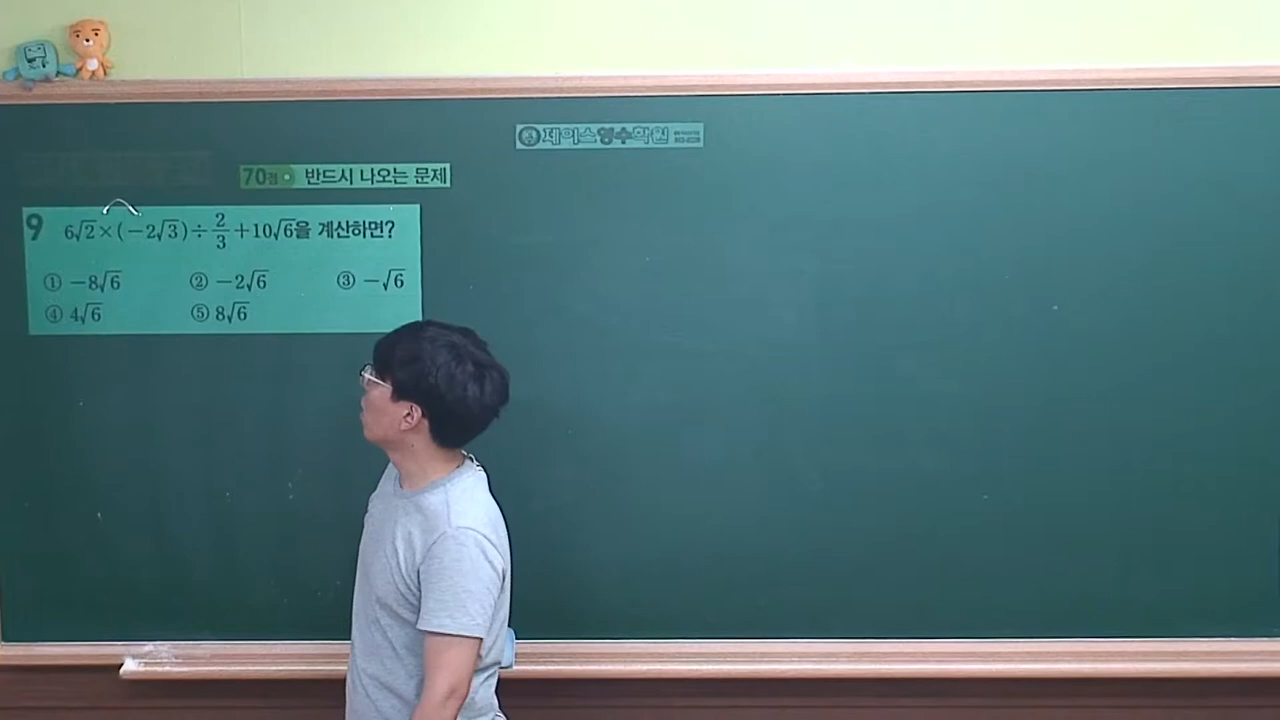 제이스영수학원
70점 반드시 나오는 문제
9 6√2×(−2√3)÷2/3+10√6을 계산하면?
① −8√6 ② −2√6 ③ −√6
④ 4√6 ⑤ 8√6